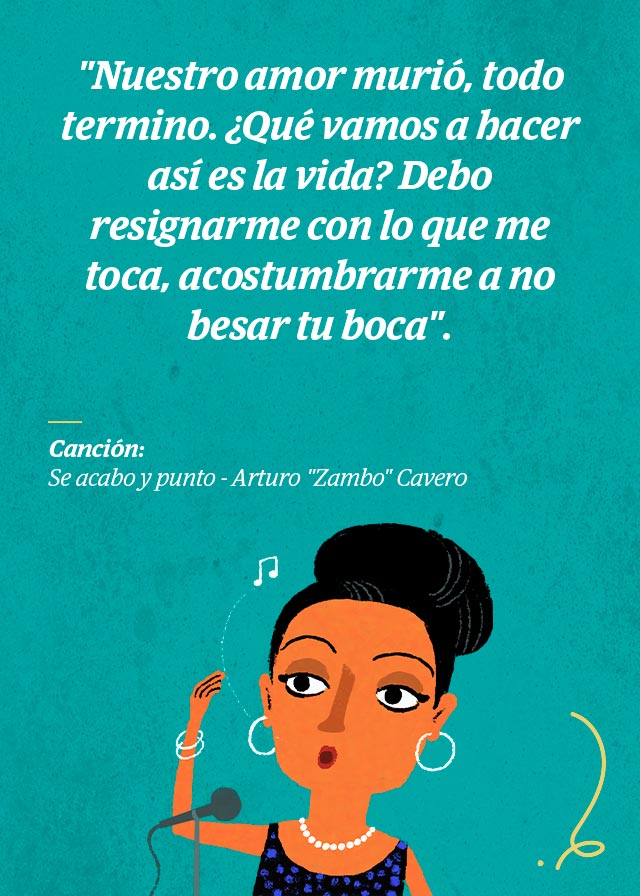 "Nuestro amor murió, todo
termino. ¿Qué vamos a hacer
así es la vida? Debo
resignarme con lo que me
toca, acostumbrarme a no
besar tu boca".
Canción:
Se acabo y punto - Arturo "Zambo" Cavero